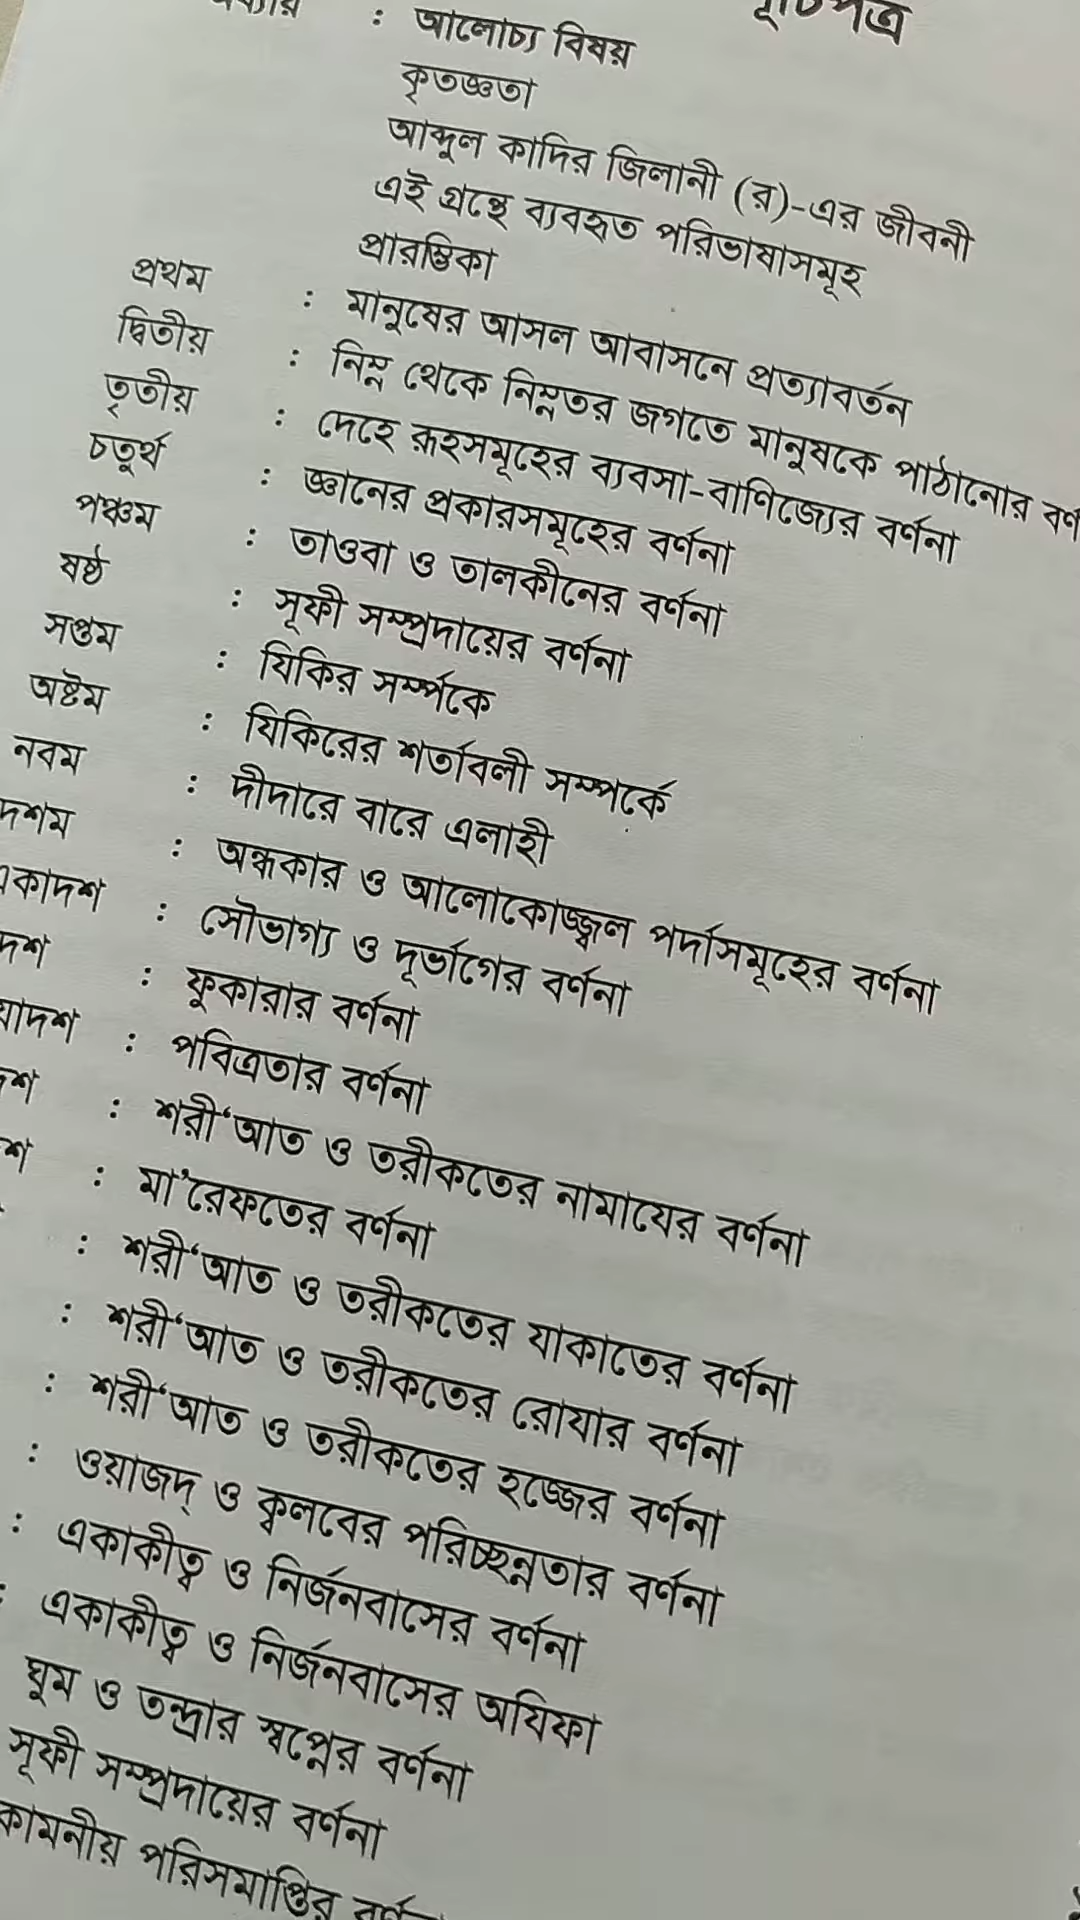 : আলোচ্য বিষয়
কৃতজ্ঞতা
আব্দুল কাদির জিলানী (র)-এর জীবনী
এই গ্রন্থে ব্যবহৃত পরিভাষাসমূহ
প্রারম্ভিকা
প্রথম : মানুষের আসল আবাসনে প্রত্যাবর্তন
দ্বিতীয় : নিম্ন থেকে নিম্নতর জগতে মানুষকে পাঠানোর
তৃতীয় : দেহে রূহসমূহের ব্যবসা-বাণিজ্যের বর্ণনা
চতুর্থ : জ্ঞানের প্রকারসমূহের বর্ণনা
পঞ্চম : তাওবা ও তালকীনের বর্ণনা
ষষ্ঠ : সূফী সম্প্রদায়ের বর্ণনা
সপ্তম : যিকির সর্ম্পকে
অষ্টম : যিকিরের শর্তাবলী সম্পর্কে
নবম : দীদারে বারে এলাহী
দশম : অন্ধকার ও আলোকোজ্জ্বল পর্দাসমূহের বর্ণনা
একাদশ : সৌভাগ্য ও দূর্ভাগের বর্ণনা
: ফুকারার বর্ণনা
: পবিত্রতার বর্ণনা
: শরী‘আত ও তরীকতের নামাযের বর্ণনা
: মা’রেফতের বর্ণনা
: শরী‘আত ও তরীকতের যাকাতের বর্ণনা
: শরী‘আত ও তরীকতের রোযার বর্ণনা
: শরী‘আত ও তরীকতের হজ্জের বর্ণনা
: ওয়াজদ্ ও ক্বলবের পরিচ্ছন্নতার বর্ণনা
: একাকীত্ব ও নির্জনবাসের বর্ণনা
: একাকীত্ব ও নির্জনবাসের অযিফা
ঘুম ও তন্দ্রার স্বপ্নের বর্ণনা
সূফী সম্প্রদায়ের বর্ণনা
পরিসমাপ্তির